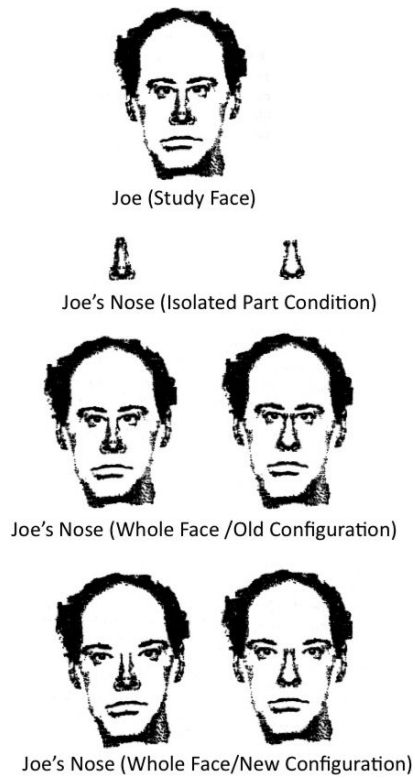 Joe (Study Face)
Joe's Nose (Isolated Part Condition)
Joe's Nose (Whole Face /Old Configuration)
Joe's Nose (Whole Face/New Configuration)